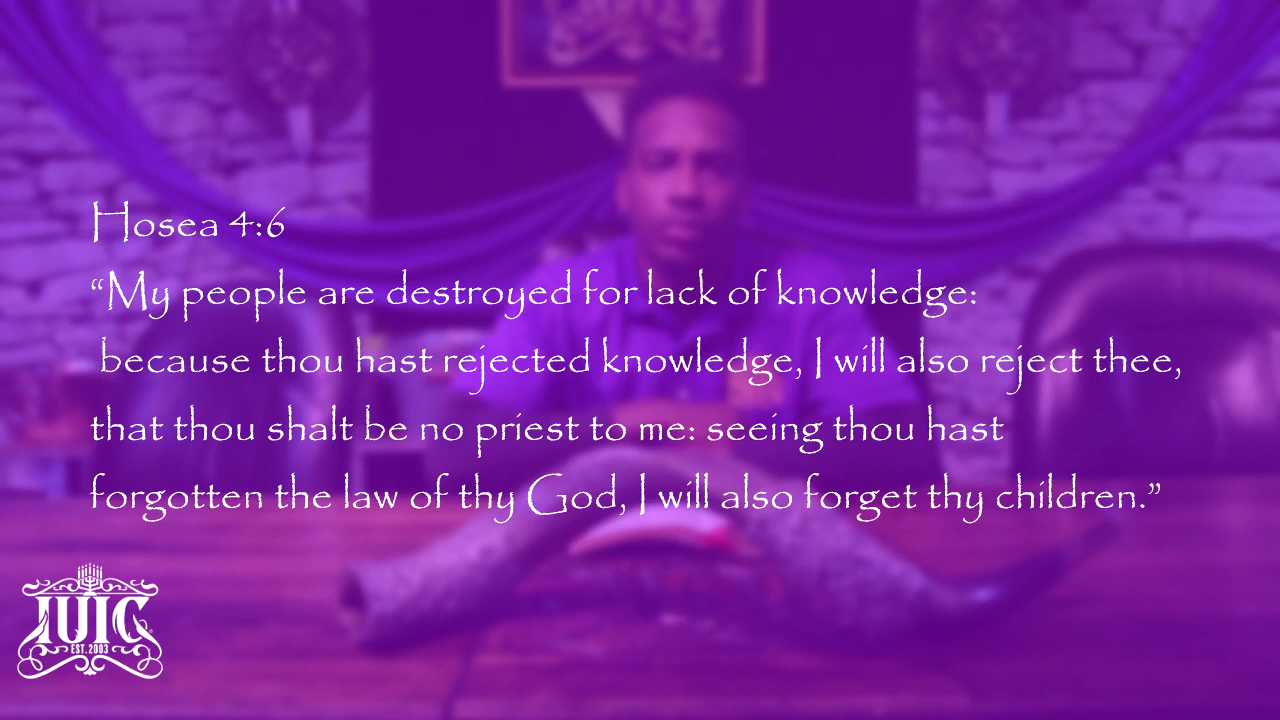 Hosea 4:6
“My people are destroyed for lack of knowledge:
because thou hast rejected knowledge, I will also reject thee,
that thou shalt be no priest to me: seeing thou hast
forgotten the law of thy God, I will also forget thy children.”
IUIC
EST. 2003